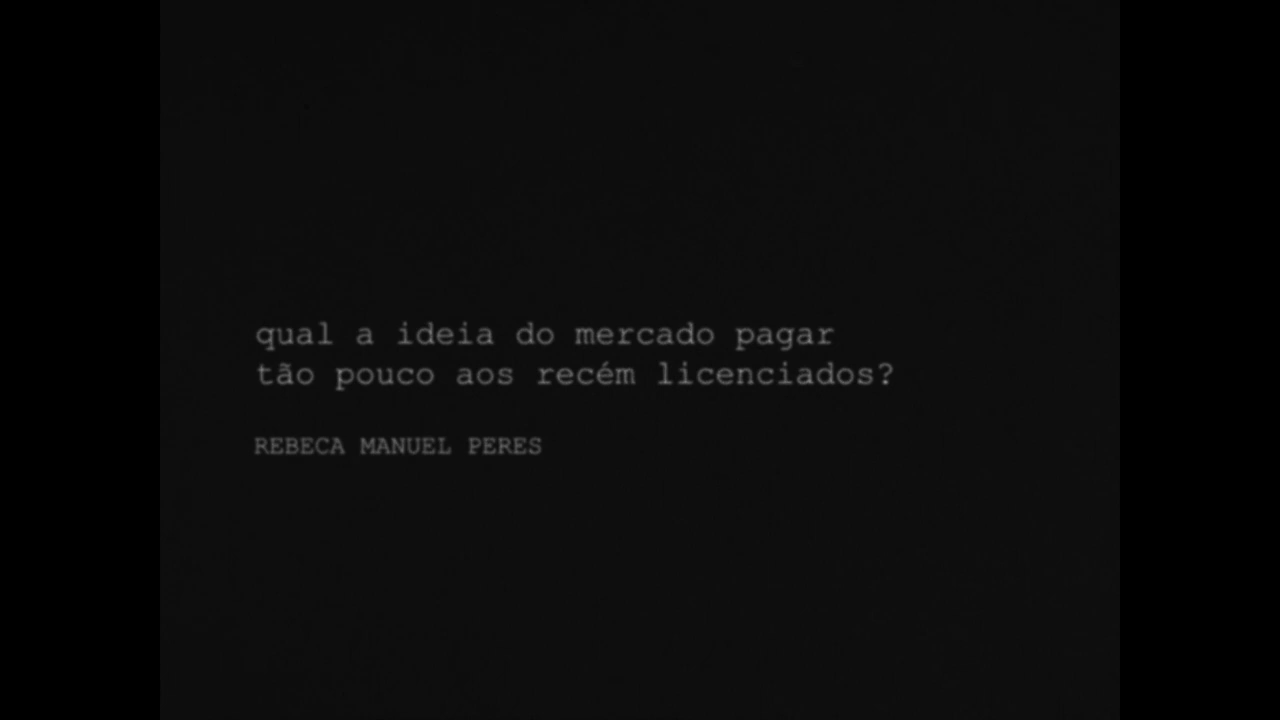 qual a ideia do mercado pagar
tão pouco aos recém licenciados?
REBECA MANUEL PERES